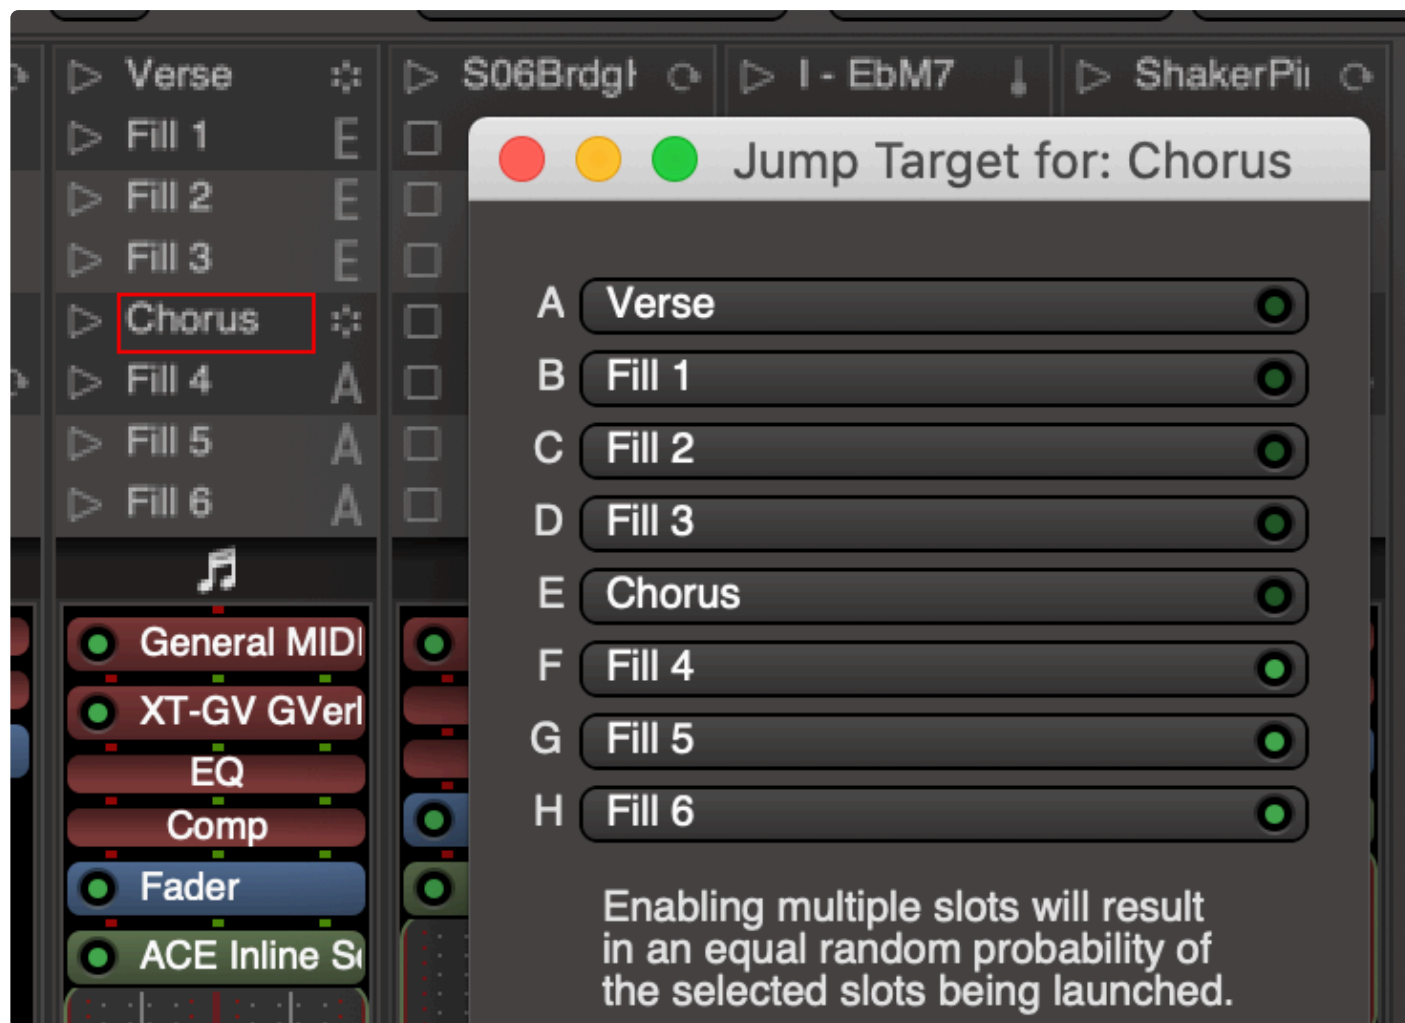 Verse
S06Brdg
I - EbM7
ShakerPi
Fill 1 E
Fill 2 E
Fill 3 E
Chorus
Fill 4 A
Fill 5 A
Fill 6 A
General MIDI
XT-GV GVer
EQ
Comp
Fader
ACE Inline S
Jump Target for: Chorus
A Verse
B Fill 1
C Fill 2
D Fill 3
E Chorus
F Fill 4
G Fill 5
H Fill 6
Enabling multiple slots will result
in an equal random probability of
the selected slots being launched.